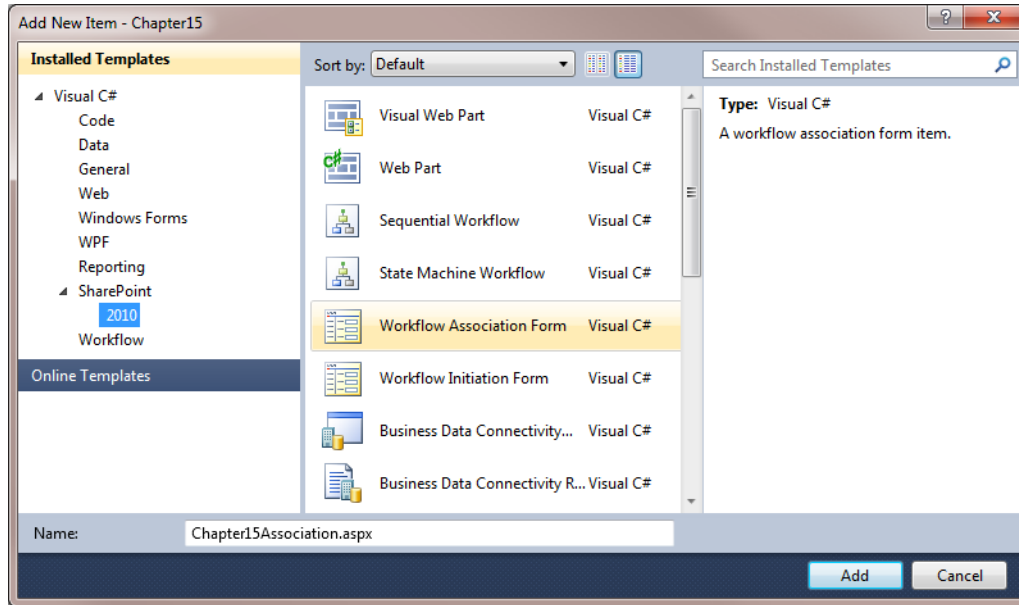 Add New Item - Chapter15
Installed Templates
Visual C#
Code
Data
General
Web
Windows Forms
WPF
Reporting
SharePoint
2010
Workflow
Online Templates
Sort by: Default
Visual Web Part Visual C#
Web Part Visual C#
Sequential Workflow Visual C#
State Machine Workflow Visual C#
Workflow Association Form Visual C#
Workflow Initiation Form Visual C#
Business Data Connectivity... Visual C#
Business Data Connectivity R... Visual C#
Search Installed Templates
Type: Visual C#
A workflow association form item.
Name: Chapter15Association.aspx
Add Cancel